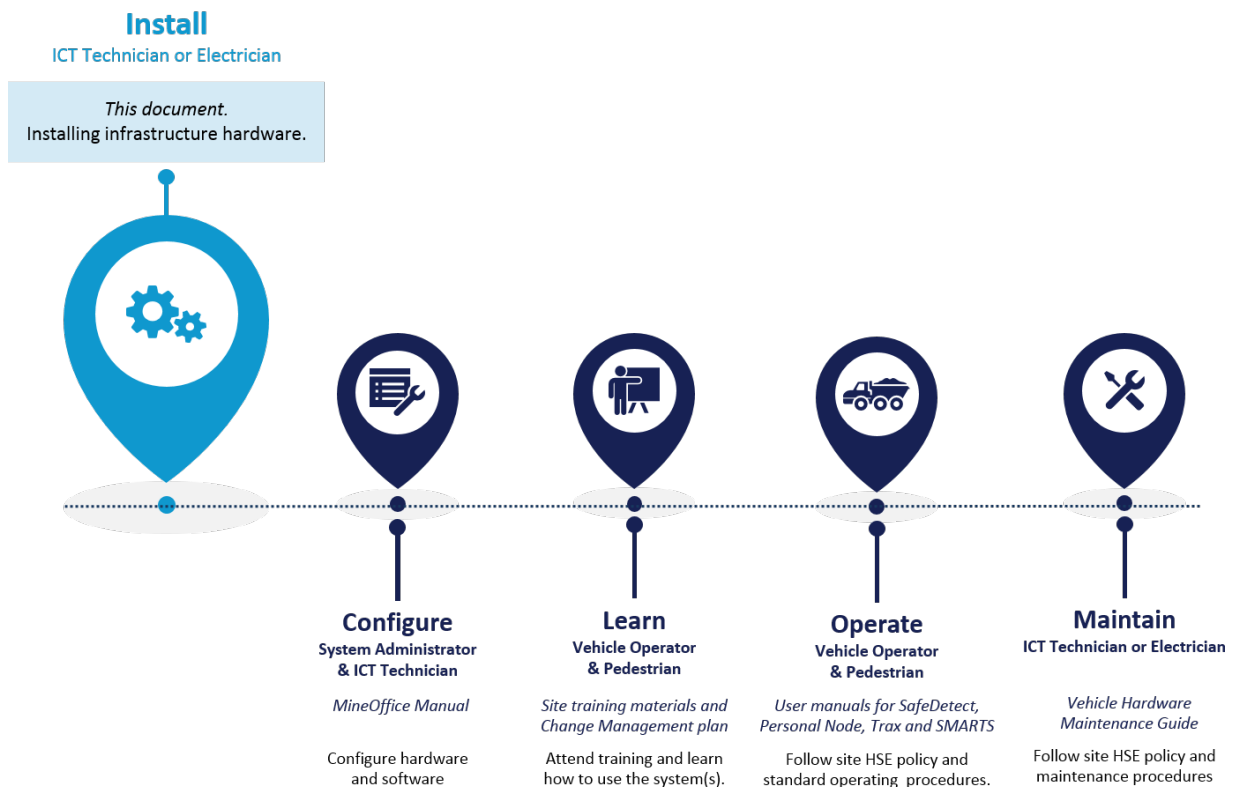 Install
ICT Technician or Electrician
This document.
Installing infrastructure hardware.
Configure
System Administrator
& ICT Technician
MineOffice Manual
Configure hardware
and software
Learn
Vehicle Operator
& Pedestrian
Site training materials and
Change Management plan
Attend training and learn
how to use the system(s).
Operate
Vehicle Operator
& Pedestrian
User manuals for SafeDetect,
Personal Node, Trax and SMARTS
Follow site HSE policy and
standard operating procedures.
Maintain
ICT Technician or Electrician
Vehicle Hardware
Maintenance Guide
Follow site HSE policy and
maintenance procedures